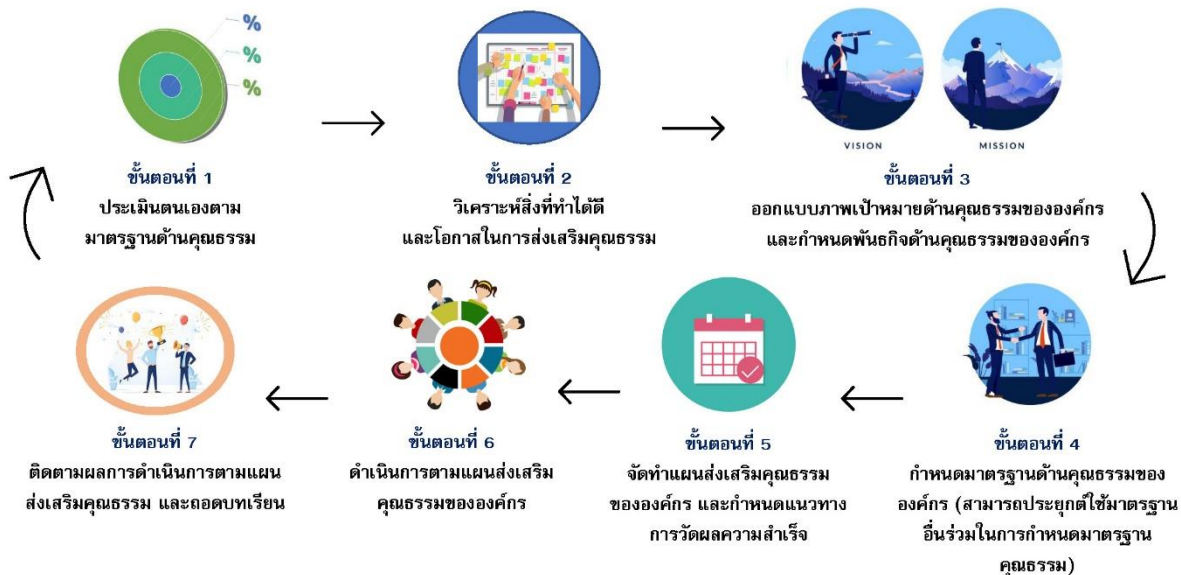 %
%
%
VISION
MISSION
ขั้นตอนที่ 1
ประเมินตนเองตาม
มาตรฐานด้านคุณธรรม
ขั้นตอนที่ 2
วิเคราะห์สิ่งที่ทำได้ดี
และโอกาสในการส่งเสริมคุณธรรม
ขั้นตอนที่ 3
ออกแบบภาพเป้าหมายด้านคุณธรรมขององค์กร
และกำหนดพันธกิจด้านคุณธรรมขององค์กร
ขั้นตอนที่ 4
กำหนดมาตรฐานด้านคุณธรรมของ
องค์กร (สามารถประยุกต์ใช้มาตรฐาน
อื่นร่วมในการกำหนดมาตรฐาน
คุณธรรม)
ขั้นตอนที่ 5
จัดทำแผนส่งเสริมคุณธรรม
ขององค์กร และกำหนดแนวทาง
การวัดผลความสำเร็จ
ขั้นตอนที่ 6
ดำเนินการตามแผนส่งเสริม
คุณธรรมขององค์กร
ขั้นตอนที่ 7
ติดตามผลการดำเนินการตามแผน
ส่งเสริมคุณธรรม และถอดบทเรียน